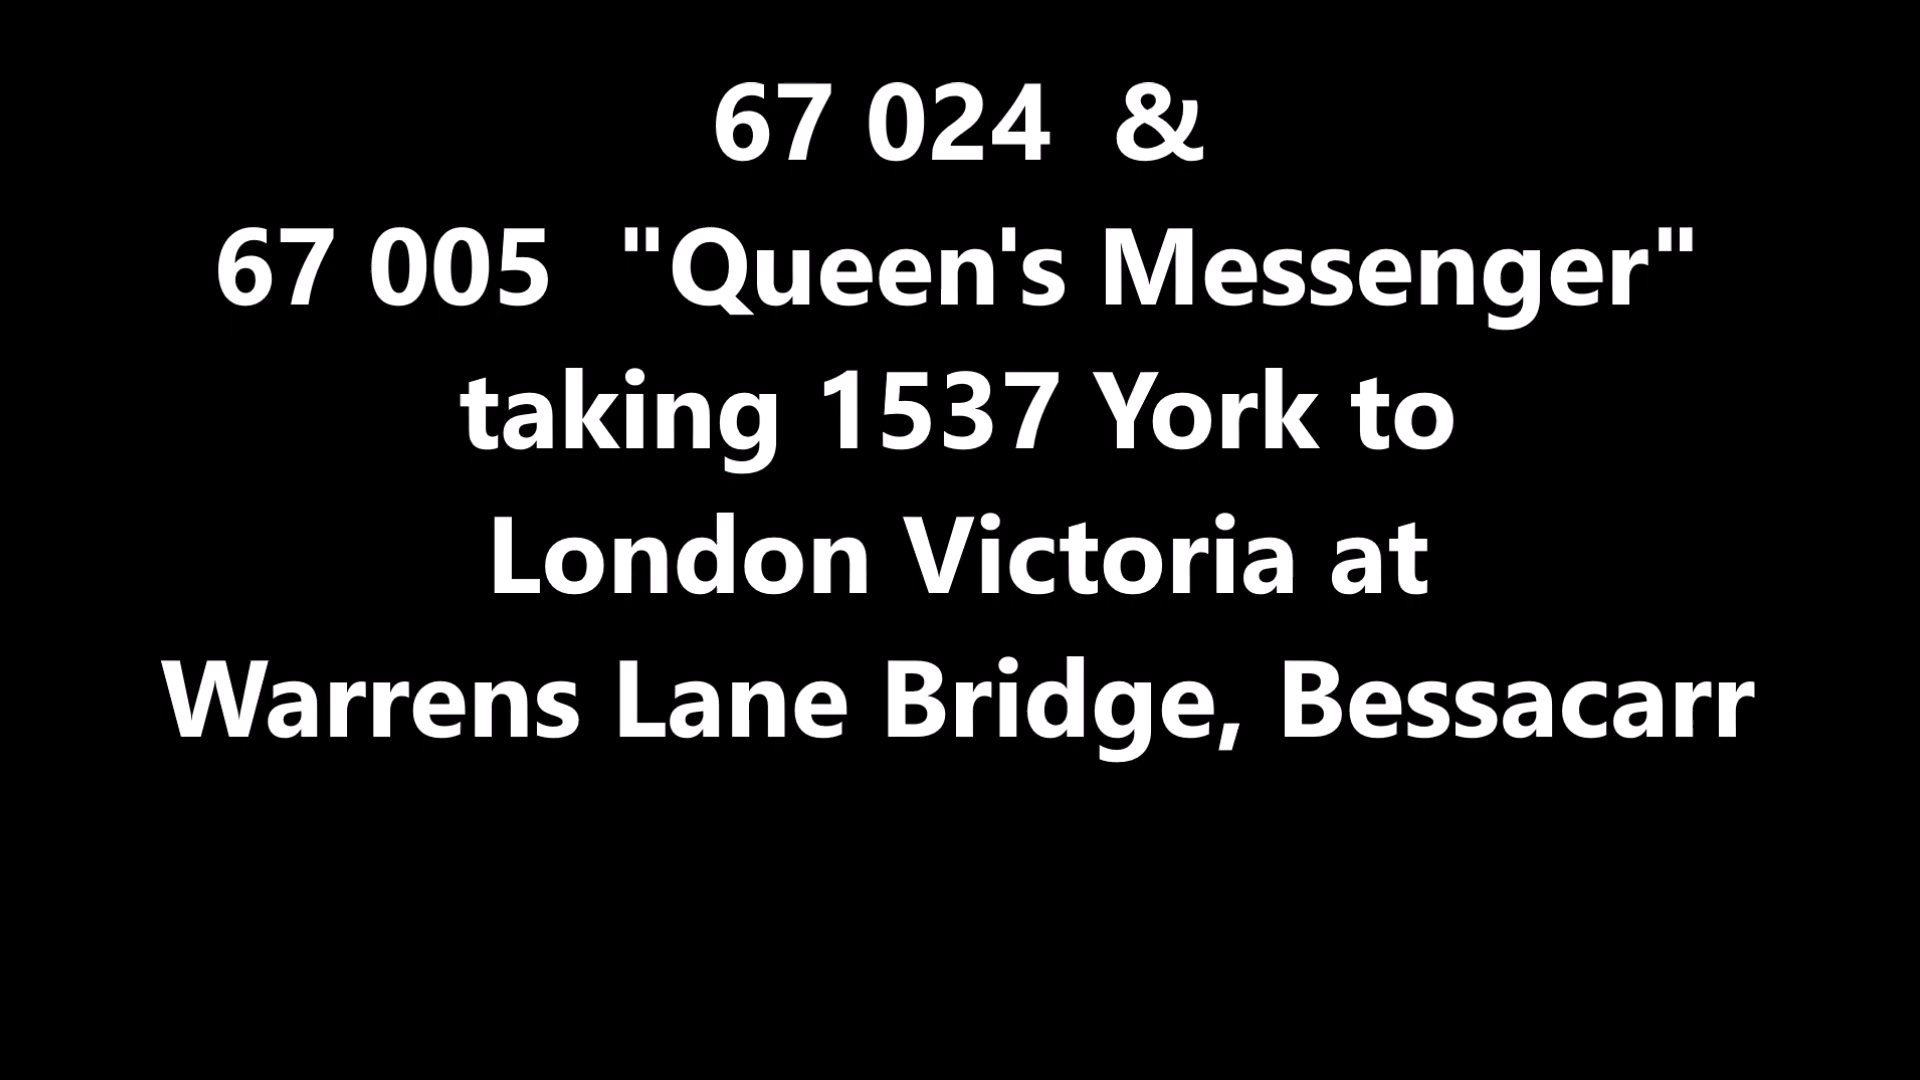 67 024 &
67 005 "Queen's Messenger"
taking 1537 York to
London Victoria at
Warrens Lane Bridge, Bessacarr